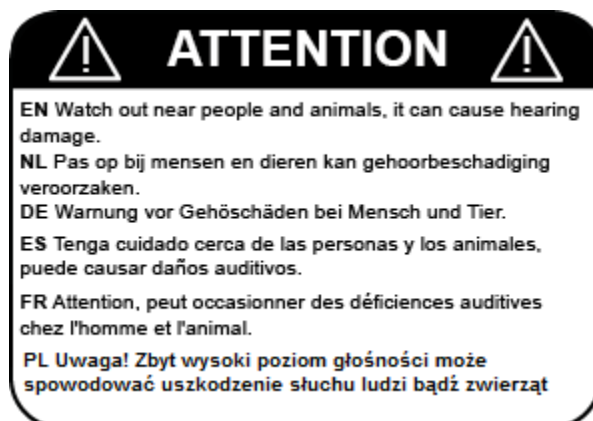 ATTENTION
EN Watch out near people and animals, it can cause hearing
damage.
NL Pas op bij mensen en dieren kan gehoorbeschadiging
veroorzaken.
DE Warnung vor Gehöschäden bei Mensch und Tier.
ES Tenga cuidado cerca de las personas y los animales,
puede causar daños auditivos.
FR Attention, peut occasionner des déficiences auditives
chez l'homme et l'animal.
PL Uwaga! Zbyt wysoki poziom głośności może
spowodować uszkodzenie słuchu ludzi bądź zwierząt